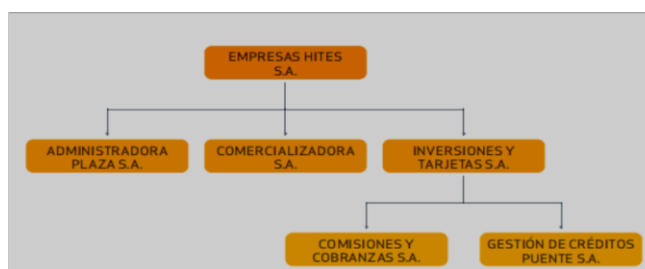 EMPRESAS HITES
S.A.
ADMINISTRADORA
PLAZA S.A.
COMERCIALIZADORA
S.A.
INVERSIONES Y
TARJETAS S.A.
COMISIONES Y
COBRANZAS S.A.
GESTIÓN DE CRÉDITOS
PUENTE S.A.